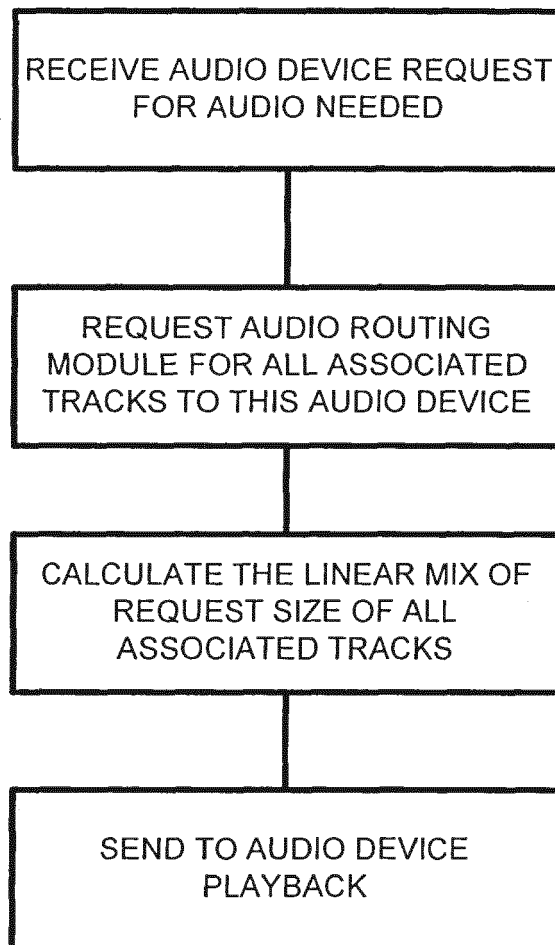 RECEIVE AUDIO DEVICE REQUEST
FOR AUDIO NEEDED
REQUEST AUDIO ROUTING
MODULE FOR ALL ASSOCIATED
TRACKS TO THIS AUDIO DEVICE
CALCULATE THE LINEAR MIX OF
REQUEST SIZE OF ALL
ASSOCIATED TRACKS
SEND TO AUDIO DEVICE
PLAYBACK